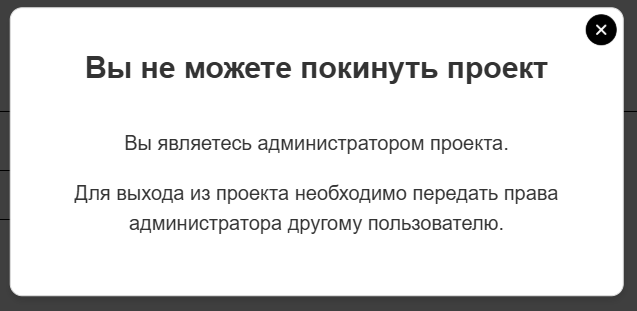 Вы не можете покинуть проект
Вы являетесь администратором проекта.
Для выхода из проекта необходимо передать права
администратора другому пользователю.